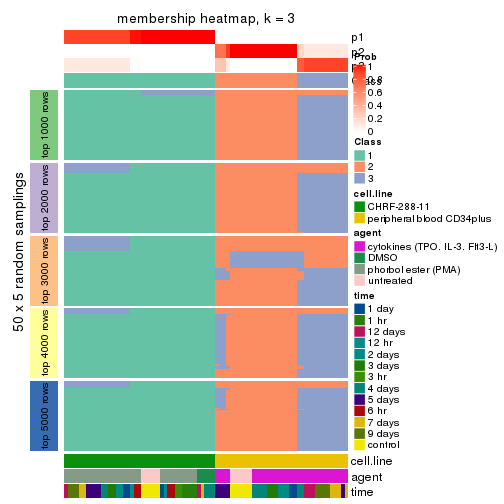 membership heatmap, k = 3
p1
p2
Prob
1
0.8
0.6
0.4
0.2
0
Class
1
2
3
cell.line
CHRF-288-11
peripheral blood CD34plus
agent
cytokines (TPO, IL-3, Flt3-L)
DMSO
phorbol ester (PMA)
untreated
time
1 day
1 hr
12 days
12 hr
2 days
3 days
3 hr
4 days
5 days
6 hr
7 days
9 days
control
50 x 5 random samplings
top 1000 rows
top 2000 rows
top 3000 rows
top 4000 rows
top 5000 rows
cell.line
agent
time